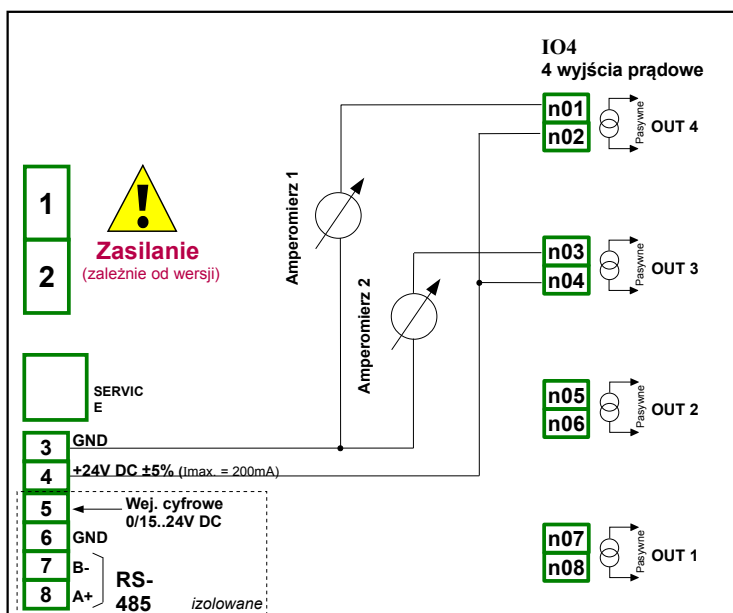 IO4
4 wyjścia prądowe
n01
n02
Pasywne
OUT 4
Amperomierz 1
1
2
!
Zasilanie
(zależnie od wersji)
n03
n04
Pasywne
OUT 3
Amperomierz 2
SERVIC
E
n05
n06
Pasywne
OUT 2
3 GND
4 +24V DC ±5% (Imax. = 200mA)
5 Wej. cyfrowe
0/15..24V DC
6 GND
7 B-
8 A+
RS-
485
izolowane
n07
n08
Pasywne
OUT 1